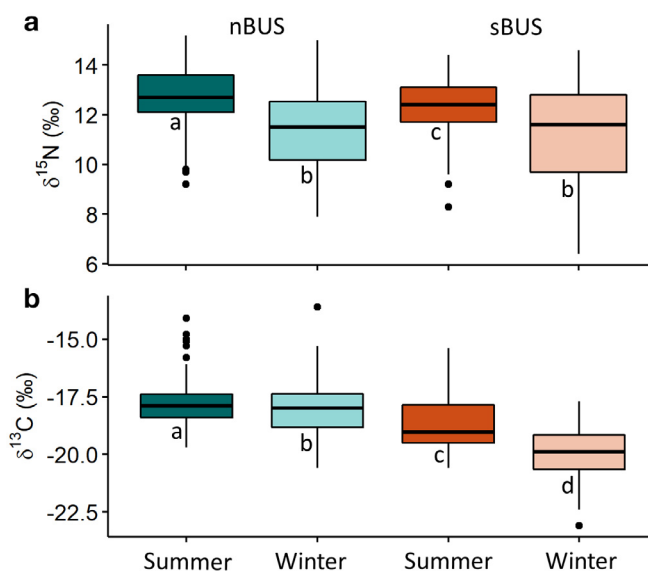 a
nBUS
sBUS
δ15N (‰)
14
12
10
8
6
a
b
c
b
b
δ13C (‰)
-15.0
-17.5
-20.0
-22.5
a
b
c
d
Summer
Winter
Summer
Winter